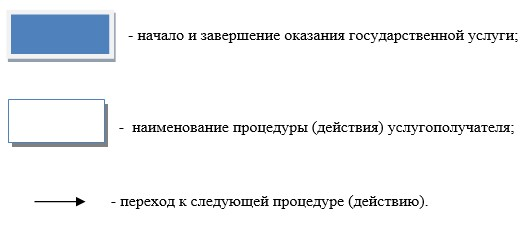 - начало и завершение оказания государственной услуги;
- наименование процедуры (действия) услугополучателя;
- переход к следующей процедуре (действию).